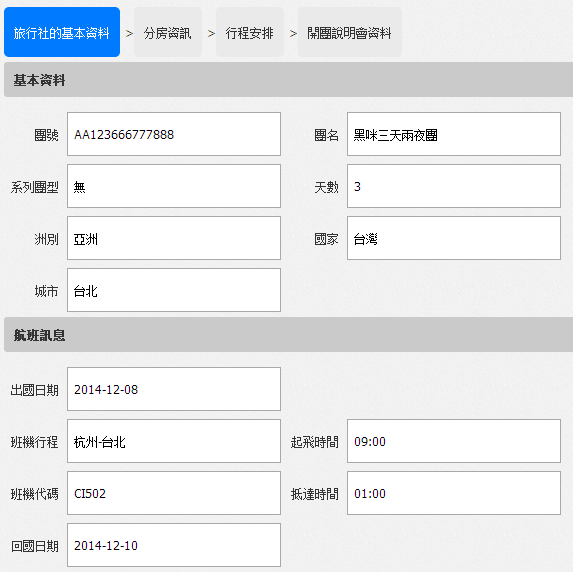 旅行社的基本資料 > 分房資訊 > 行程安排 > 開團說明會資料
基本資料
團號 AA123666777888 團名 黑咪三天兩夜團
系列團型 無 天數 3
洲別 亞洲 國家 台灣
城市 台北
航班訊息
出國日期 2014-12-08
班機行程 杭州-台北 起飛時間 09:00
班機代碼 CI502 抵達時間 01:00
回國日期 2014-12-10